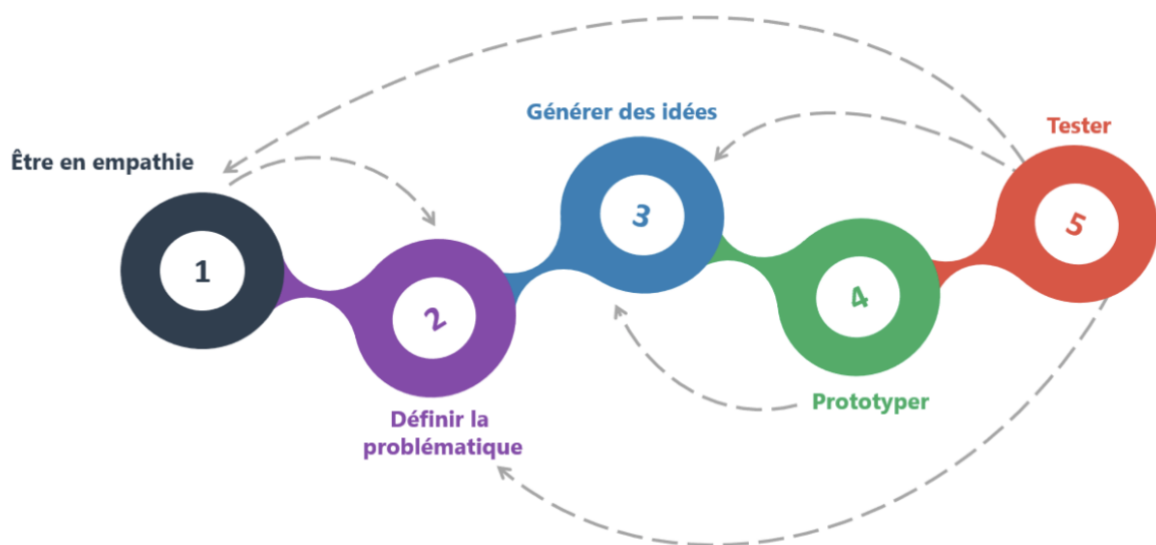 Être en empathie
1
2
Définir la
problématique
Générer des idées
3
4
Prototyper
Tester
5